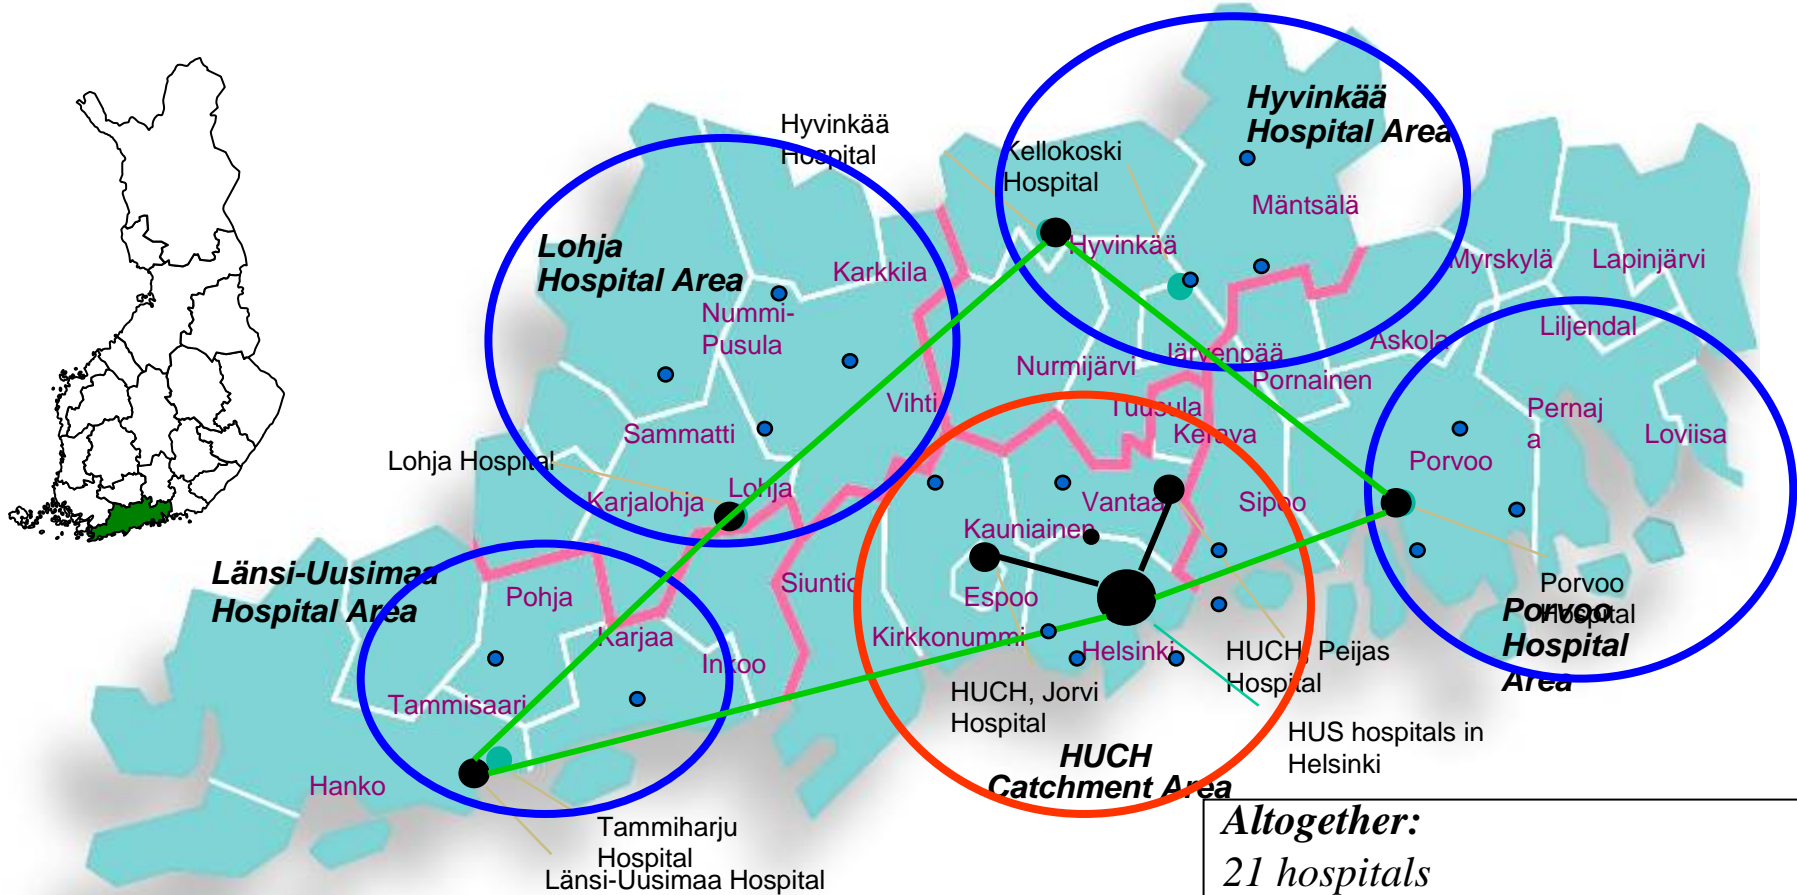 Hyvinkää
Hospital Area
Hyvinkää
Hospital
Kellokoski
Hospital
Mäntsälä
Lohja
Hospital Area
Hyvinkää
Myrskylä
Lapinjärvi
Karkkila
Nummi-
Pusula
Liljendal
Askola
Nurmijärvi
Järvenpää
Pornainen
Vihti
Tuusula
Pernaj
a
Sammatti
Kerava
Loviisa
Lohja Hospital
Porvoo
Karjalohja
Lohja
Vantaa
Sipoo
Kauniainen
Länsi-Uusimaa
Hospital Area
Siuntio
Pohja
Espoo
Porvoo
Hospital
Porvoo
Hospital
Area
Karjaa
Inkoo
Kirkkonummi
Helsinki
HUCH, Peijas
Hospital
Tammisaari
HUCH, Jorvi
Hospital
HUS hospitals in
Helsinki
HUCH
Catchment Area
Hanko
Tammiharju
Hospital
Länsi-Uusimaa Hospital
Altogether:
21 hospitals